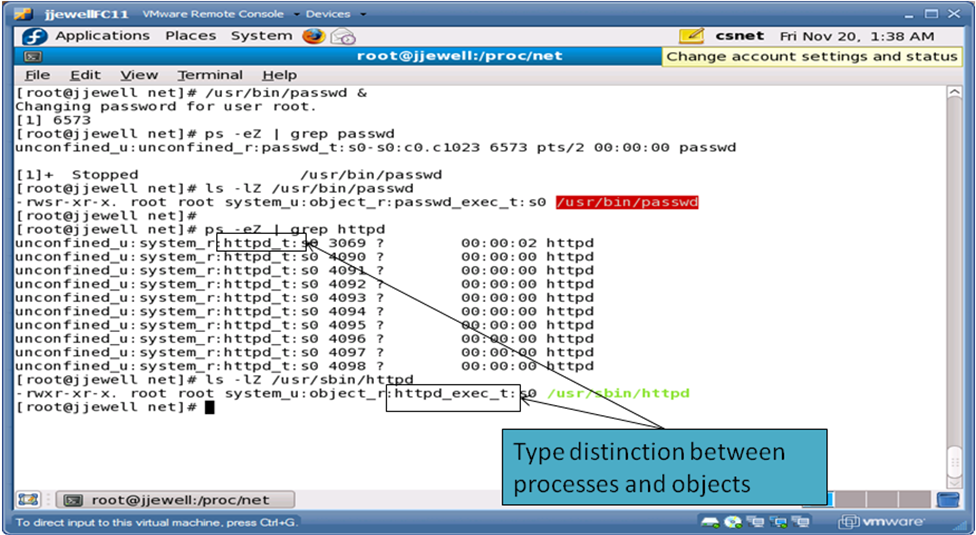 jjewellFC11 VMware Remote Console Devices
Applications Places System csnet Fri Nov 20, 1:38 AM
root@jjewell:/proc/net
Change account settings and status
File Edit View Terminal Help
[root@jjewell net]# /usr/bin/passwd &
Changing password for user root.
[1] 6573
[root@jjewell net]# ps -eZ | grep passwd
unconfined_u:unconfined_r:passwd_t:s0-s0:c0.c1023 6573 pts/2 00:00:00 passwd
[1]+ Stopped /usr/bin/passwd
[root@jjewell net]# ls -lZ /usr/bin/passwd
-rwsr-xr-x. root root system_u:object_r:passwd_exec_t:s0 /usr/bin/passwd
[root@jjewell net]#
[root@jjewell net]# ps -eZ | grep httpd
unconfined_u:system_r:httpd_t:s0 3069 ? 00:00:02 httpd
unconfined_u:system_r:httpd_t:s0 4090 ? 00:00:00 httpd
unconfined_u:system_r:httpd_t:s0 4091 ? 00:00:00 httpd
unconfined_u:system_r:httpd_t:s0 4092 ? 00:00:00 httpd
unconfined_u:system_r:httpd_t:s0 4093 ? 00:00:00 httpd
unconfined_u:system_r:httpd_t:s0 4094 ? 00:00:00 httpd
unconfined_u:system_r:httpd_t:s0 4095 ? 00:00:00 httpd
unconfined_u:system_r:httpd_t:s0 4096 ? 00:00:00 httpd
unconfined_u:system_r:httpd_t:s0 4097 ? 00:00:00 httpd
unconfined_u:system_r:httpd_t:s0 4098 ? 00:00:00 httpd
[root@jjewell net]# ls -lZ /usr/sbin/httpd
-rwxr-xr-x. root root system_u:object_r:httpd_exec_t:s0 /usr/sbin/httpd
[root@jjewell net]#
Type distinction between
processes and objects
root@jjewell:/proc/net
To direct input to this virtual machine, press Ctrl+G.
vmware